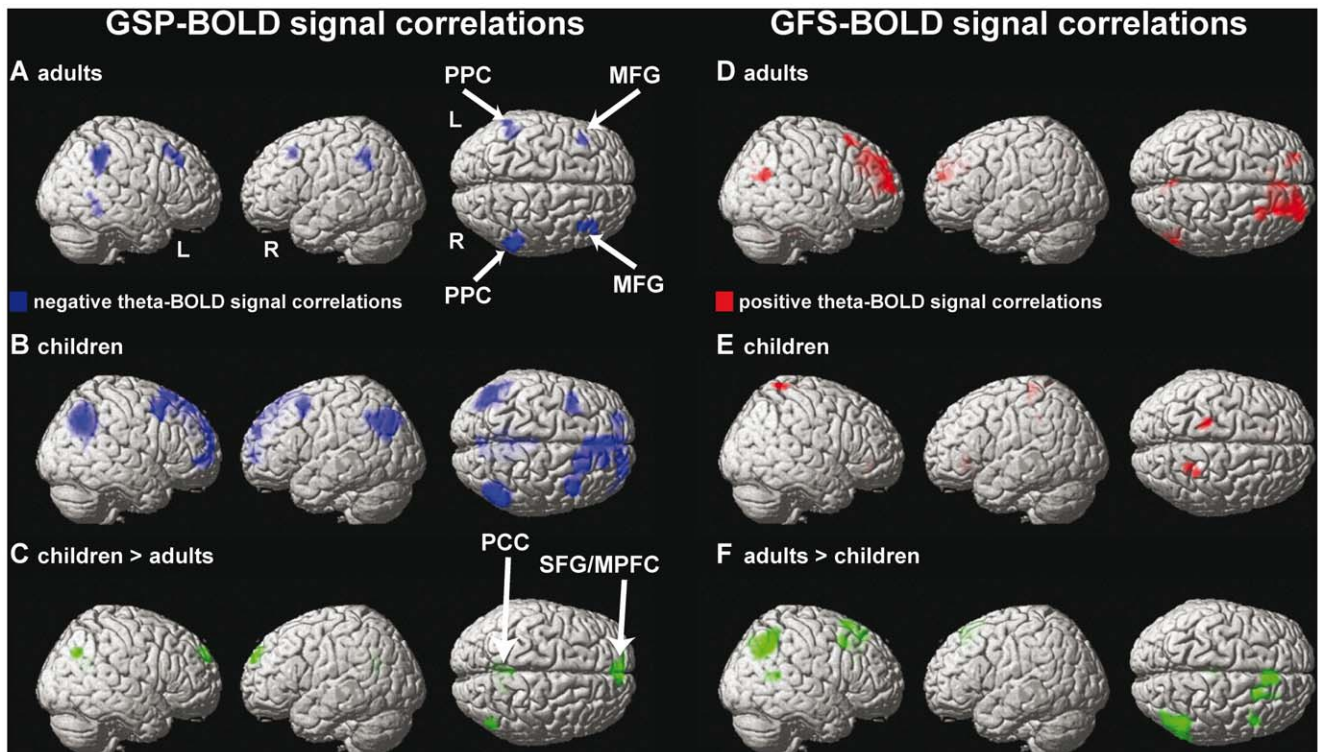 GSP-BOLD signal correlations
A adults
PPC
MFG
L
R
L
R
PPC
MFG
negative theta-BOLD signal correlations
B children
C children > adults
PCC
SFG/MPFC
GFS-BOLD signal correlations
D adults
positive theta-BOLD signal correlations
E children
F adults > children